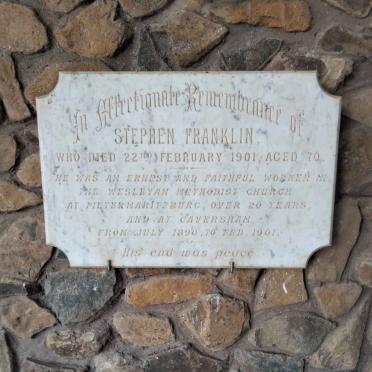 In Affectionate Remembrance of
STEPHEN FRANKLIN
WHO DIED 22ND FEBRUARY 1901, AGED 70.
HE WAS AN ERNEST AND FAITHFUL WORKER IN
THE WESLEYAN METHODIST CHURCH
AT PIETERMARITZBURG, OVER 20 YEARS
AND AT CAVERSHAM,
FROM JULY 1890, TO FEB. 1901.
His end was peace